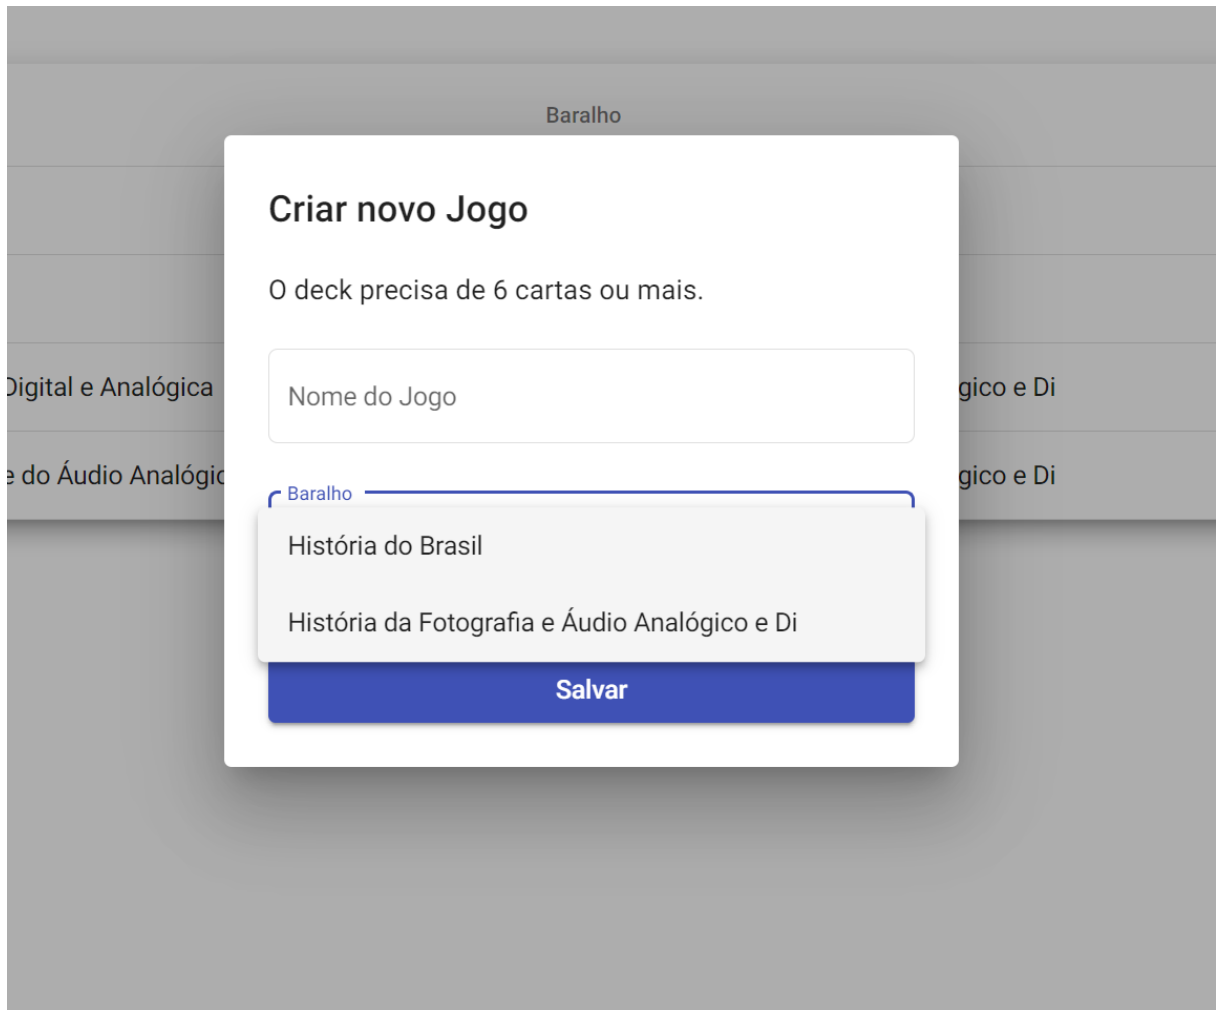 Baralho
Criar novo Jogo
O deck precisa de 6 cartas ou mais.
Nome do Jogo
Digital e Analógica
gico e Di
e do Áudio Analógic
gico e Di
Baralho
História do Brasil
História da Fotografia e Áudio Analógico e Di
Salvar